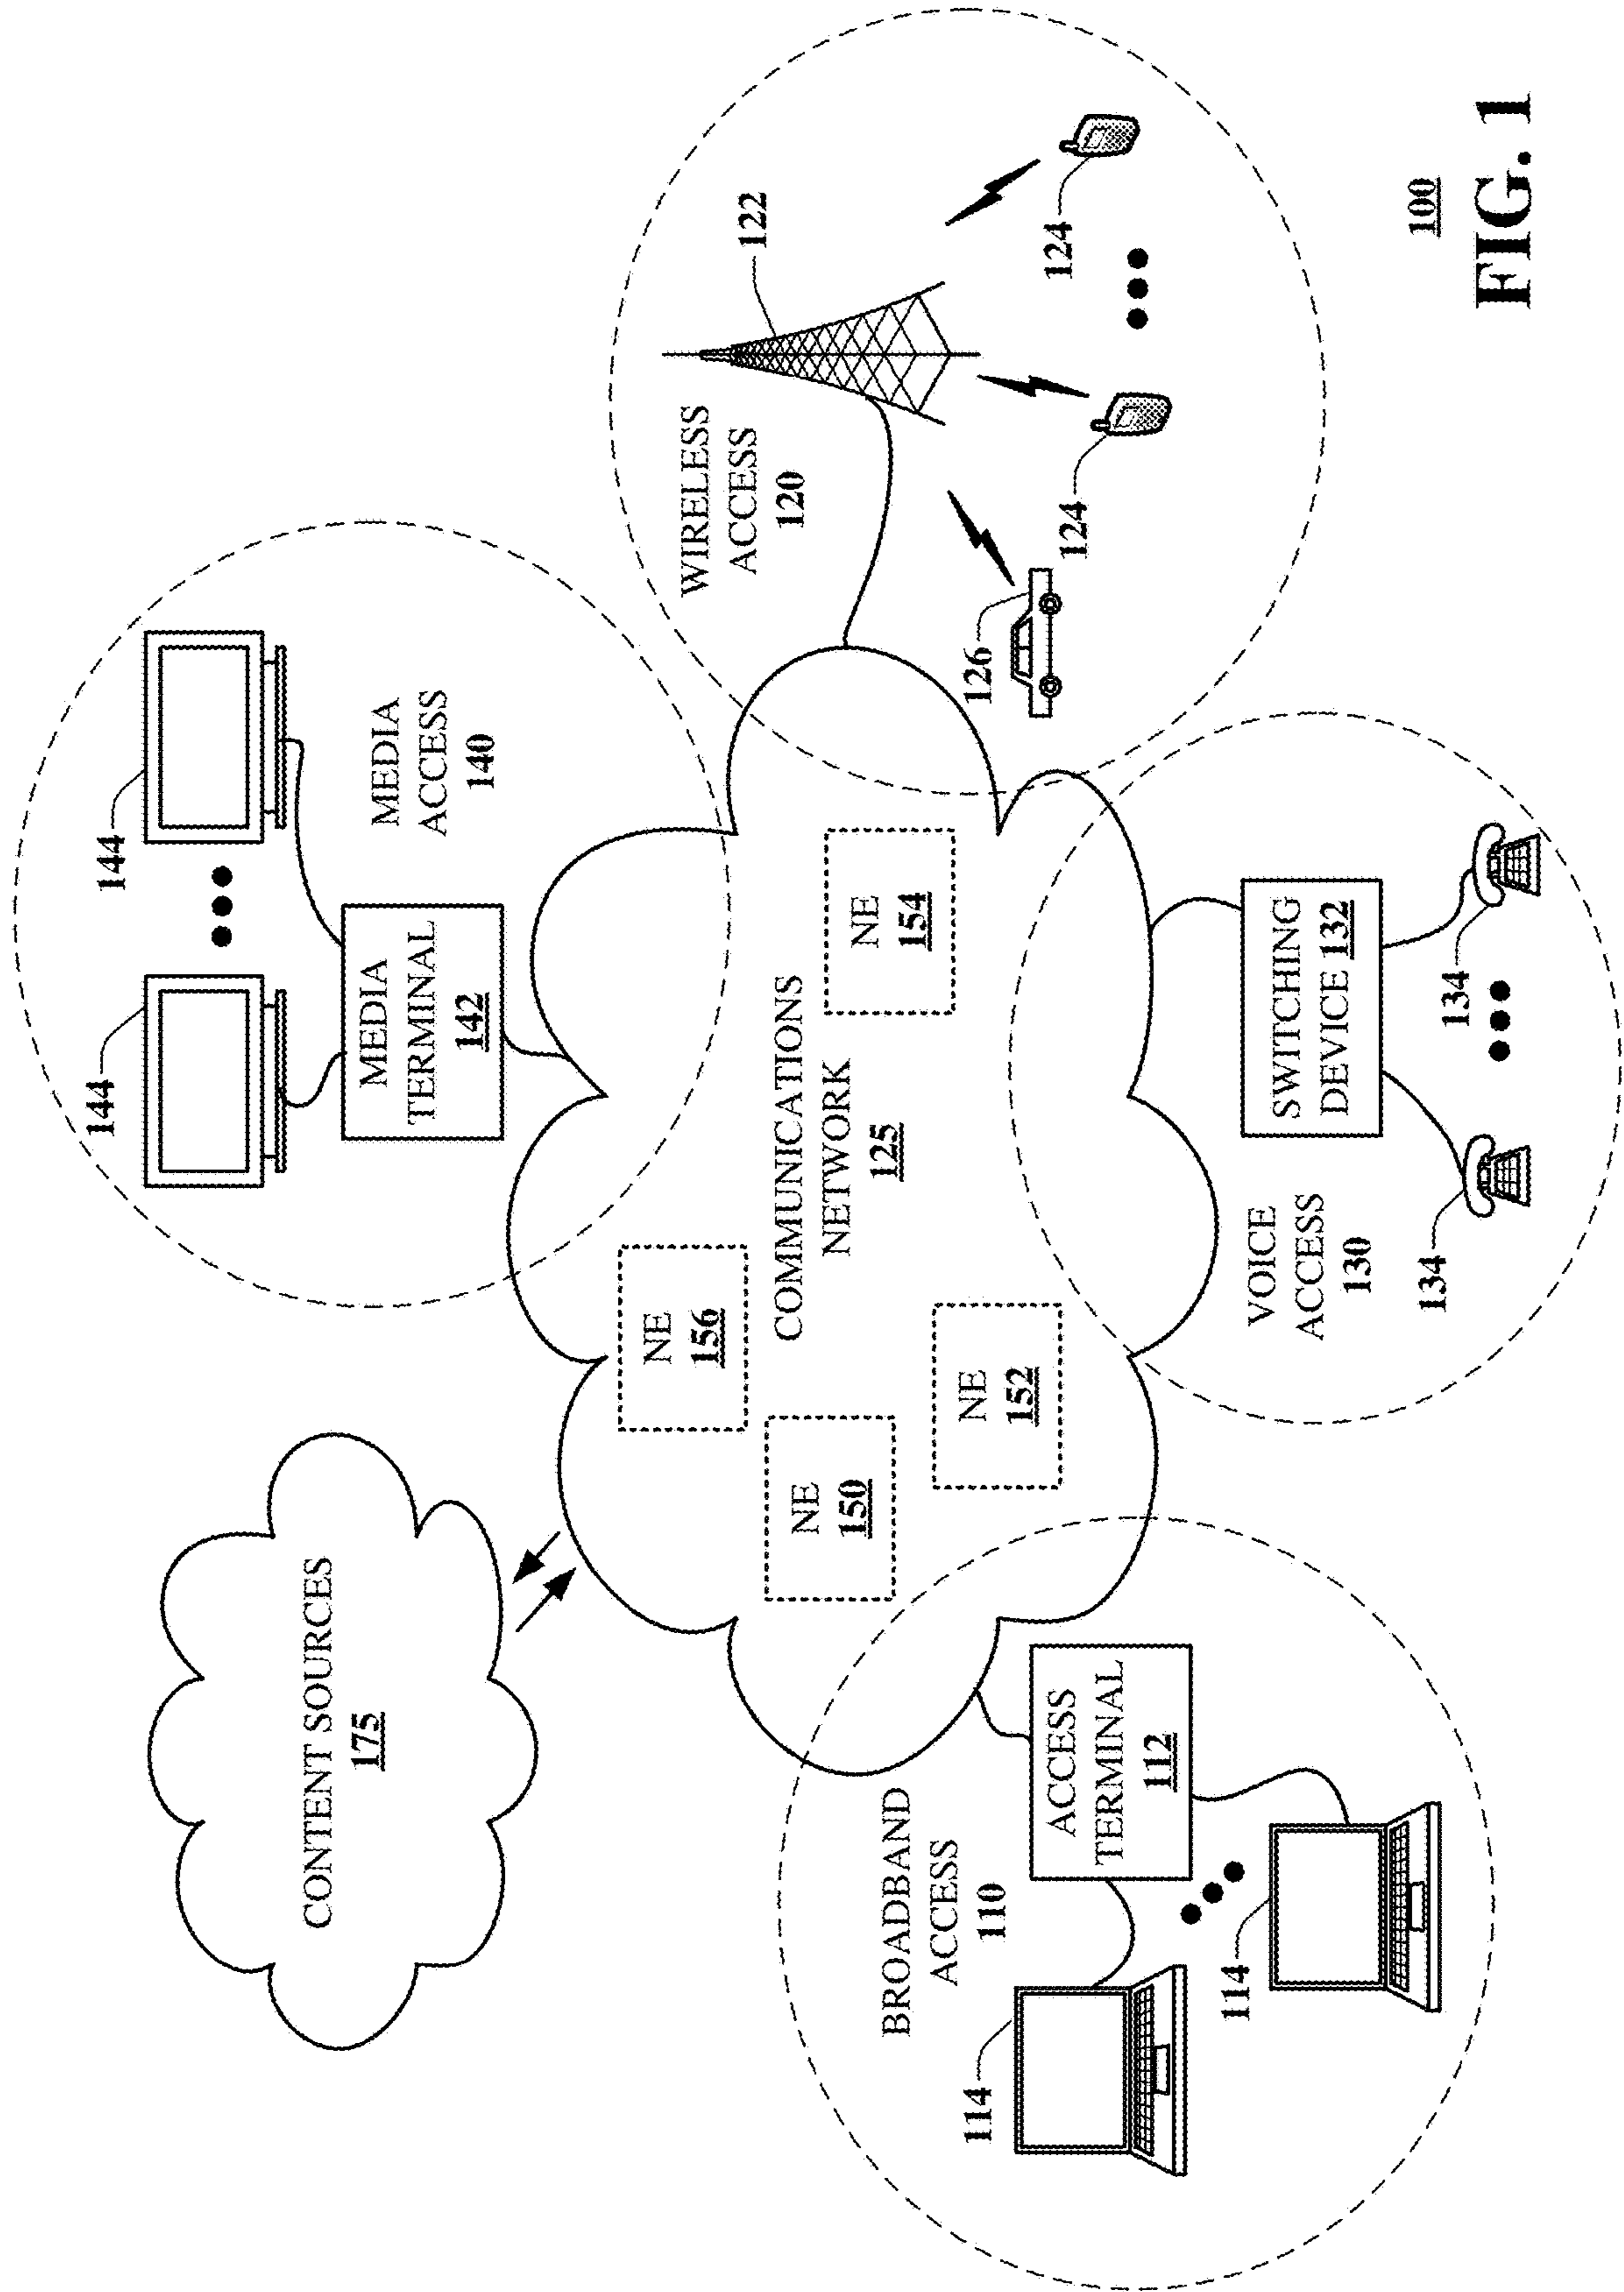 CONTENT SOURCES
175
144
144
MEDIA
TERMINAL
142
MEDIA
ACCESS
140
NE
156
NE
150
COMMUNICATIONS
NETWORK
125
NE
154
NE
152
WIRELESS
ACCESS
120
122
126
124
124
BROADBAND
ACCESS
110
ACCESS
TERMINAL
112
114
114
VOICE
ACCESS
130
SWITCHING
DEVICE 132
134
134
100
FIG. 1